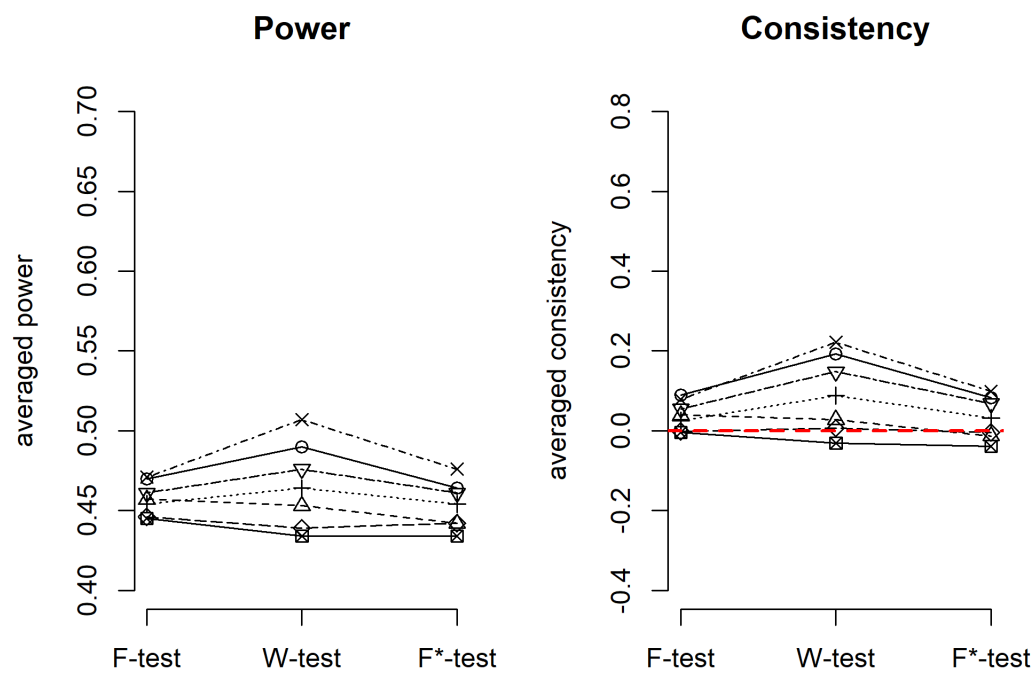 Power
averaged power
0.70
0.65
0.60
0.55
0.50
0.45
0.40
F-test
W-test
F*-test
Consistency
averaged consistency
0.8
0.6
0.4
0.2
0.0
-0.2
-0.4
F-test
W-test
F*-test